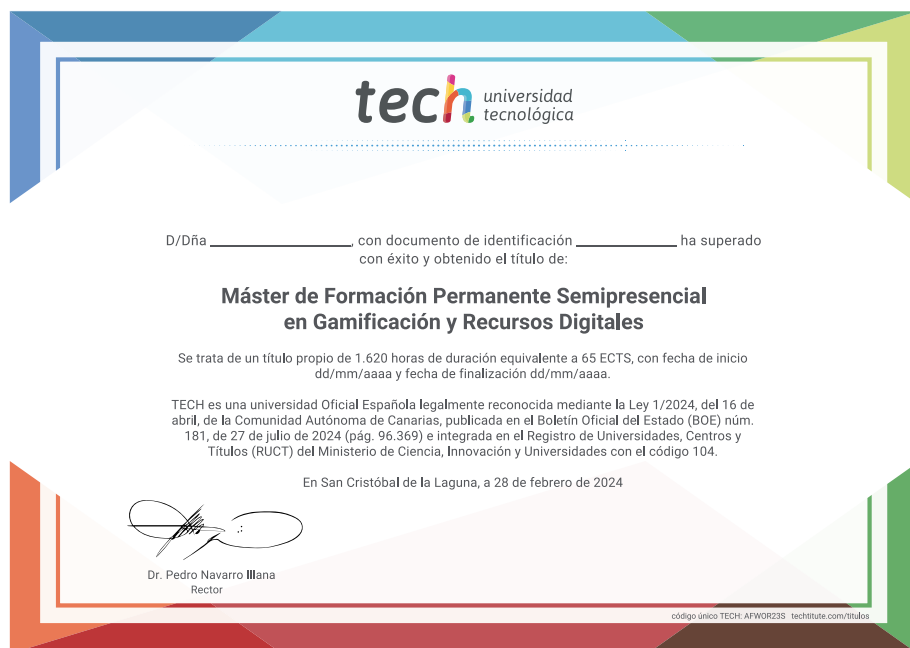 tech universidad
tecnológica
D/Dña ________________, con documento de identificación ___________ ha superado
con éxito y obtenido el título de:
Máster de Formación Permanente Semipresencial
en Gamificación y Recursos Digitales
Se trata de un título propio de 1.620 horas de duración equivalente a 65 ECTS, con fecha de inicio
dd/mm/aaaa y fecha de finalización dd/mm/aaaa.
TECH es una universidad Oficial Española legalmente reconocida mediante la Ley 1/2024, del 16 de
abril, de la Comunidad Autónoma de Canarias, publicada en el Boletín Oficial del Estado (BOE) núm.
181, de 27 de julio de 2024 (pág. 96.369) e integrada en el Registro de Universidades, Centros y
Títulos (RUCT) del Ministerio de Ciencia, Innovación y Universidades con el código 104.
En San Cristóbal de la Laguna, a 28 de febrero de 2024
Dr. Pedro Navarro Illana
Rector
código único TECH: AFWOR23S techtitute.com/titulos